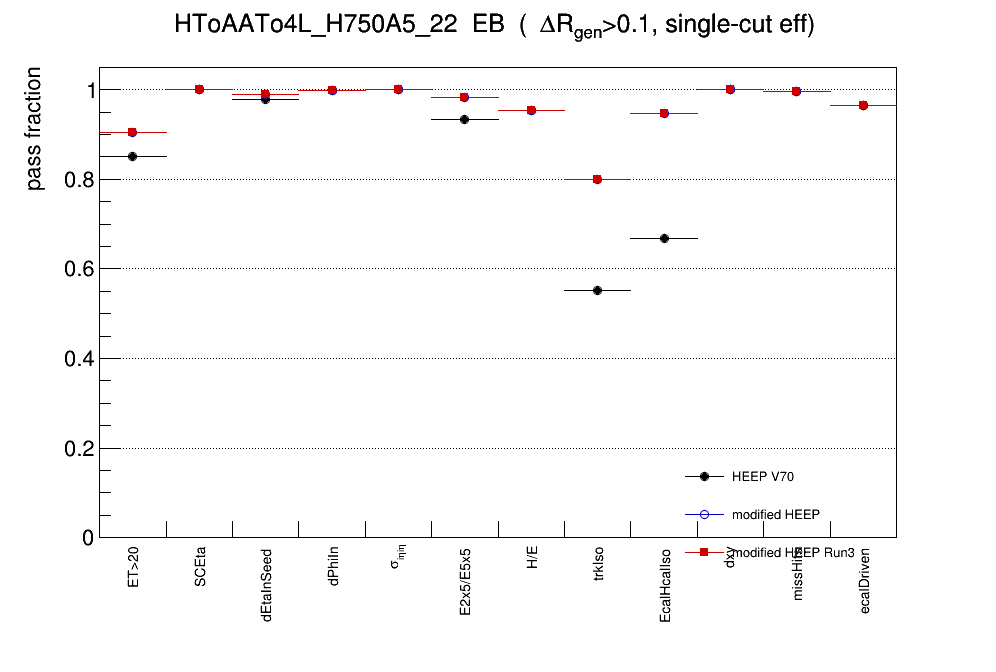 HToAATo4L_H750A5_22 EB ( ΔRgen>0.1, single-cut eff)
pass fraction
1
0.8
0.6
0.4
0.2
0
HEEP V70
modified HEEP
modified HEEP Run3
ET>20
SCEta
dEtaInSeed
dPhiIn
σiηiη
E2x5/E5x5
H/E
trkIso
EcalHcalIso
dxy
missHits
ecalDriven